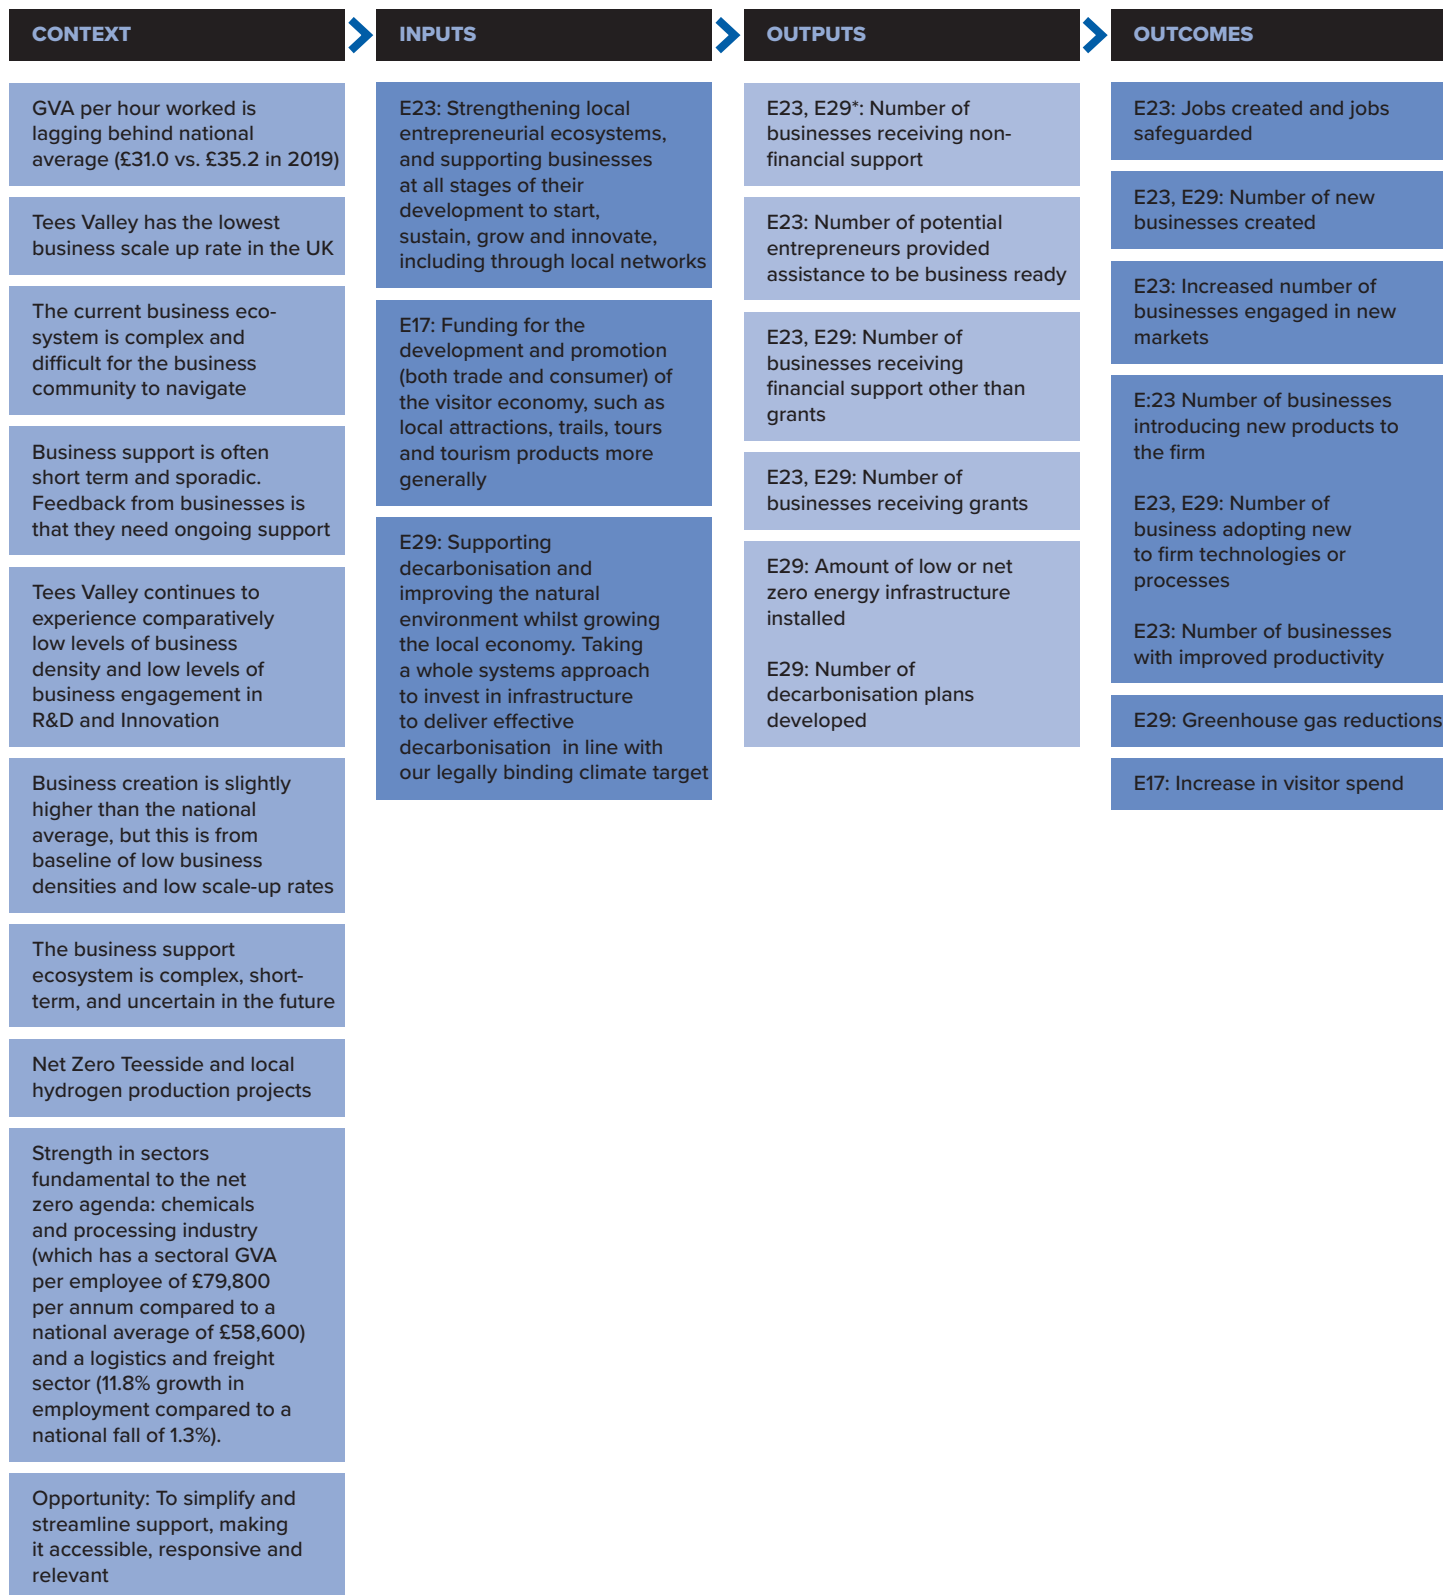 CONTEXT
GVA per hour worked is
lagging behind national
average (£31.0 vs. £35.2 in 2019)
Tees Valley has the lowest
business scale up rate in the UK
The current business eco-
system is complex and
difficult for the business
community to navigate
Business support is often
short term and sporadic.
Feedback from businesses is
that they need ongoing support
Tees Valley continues to
experience comparatively
low levels of business
density and low levels of
business engagement in
R&D and Innovation
Business creation is slightly
higher than the national
average, but this is from
baseline of low business
densities and low scale-up rates
The business support
ecosystem is complex, short-
term, and uncertain in the future
Net Zero Teesside and local
hydrogen production projects
Strength in sectors
fundamental to the net
zero agenda: chemicals
and processing industry
(which has a sectoral GVA
per employee of £79,800
per annum compared to a
national average of £58,600)
and a logistics and freight
sector (11.8% growth in
employment compared to a
national fall of 1.3%).
Opportunity: To simplify and
streamline support, making
it accessible, responsive and
relevant
INPUTS
E23: Strengthening local
entrepreneurial ecosystems,
and supporting businesses
at all stages of their
development to start,
sustain, grow and innovate,
including through local networks
E17: Funding for the
development and promotion
(both trade and consumer) of
the visitor economy, such as
local attractions, trails, tours
and tourism products more
generally
E29: Supporting
decarbonisation and
improving the natural
environment whilst growing
the local economy. Taking
a whole systems approach
to invest in infrastructure
to deliver effective
decarbonisation  in line with
our legally binding climate target
OUTPUTS
E23, E29*: Number of
businesses receiving non-
financial support
E23: Number of potential
entrepreneurs provided
assistance to be business ready
E23, E29: Number of
businesses receiving
financial support other than
grants
E23, E29: Number of
businesses receiving grants
E29: Amount of low or net
zero energy infrastructure
installed
E29: Number of
decarbonisation plans
developed
OUTCOMES
E23: Jobs created and jobs
safeguarded
E23, E29: Number of new
businesses created
E23: Increased number of
businesses engaged in new
markets
E:23 Number of businesses
introducing new products to
the firm
E23, E29: Number of
business adopting new
to firm technologies or
processes
E23: Number of businesses
with improved productivity
E29: Greenhouse gas reductions
E17: Increase in visitor spend